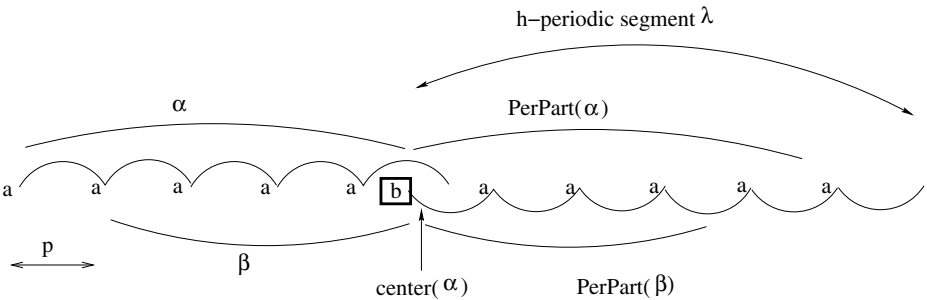 h−periodic segment λ
α
PerPart(α)
a a a a a b a a a a a
p
β
center(α)
PerPart(β)